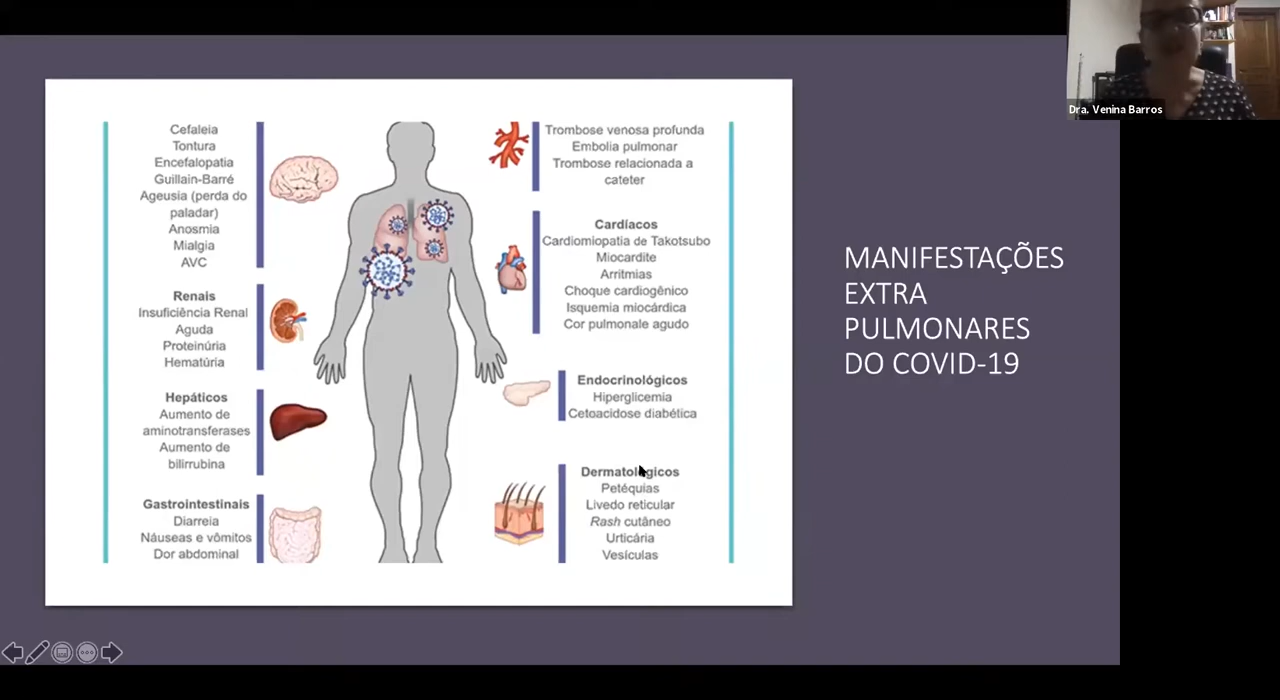 Dra. Venina Barros
Cefaleia
Tontura
Encefalopatia
Guillain-Barré
Ageusia (perda do
paladar)
Anosmia
Mialgia
AVC
Renais
Insuficiência Renal
Aguda
Proteinúria
Hematúria
Hepáticos
Aumento de
aminotransferases
Aumento de
bilirrubina
Gastrointestinais
Diarreia
Náuseas e vômitos
Dor abdominal
Trombose venosa profunda
Embolia pulmonar
Trombose relacionada a
cateter
Cardíacos
Cardiomiopatia de Takotsubo
Miocardite
Arritmias
Choque cardiogênico
Isquemia miocárdica
Cor pulmonale agudo
Endocrinológicos
Hiperglicemia
Cetoacidose diabética
Dermatológicos
Petéquias
Livedo reticular
Rash cutâneo
Urticária
Vesículas
MANIFESTAÇÕES
EXTRA
PULMONARES
DO COVID-19